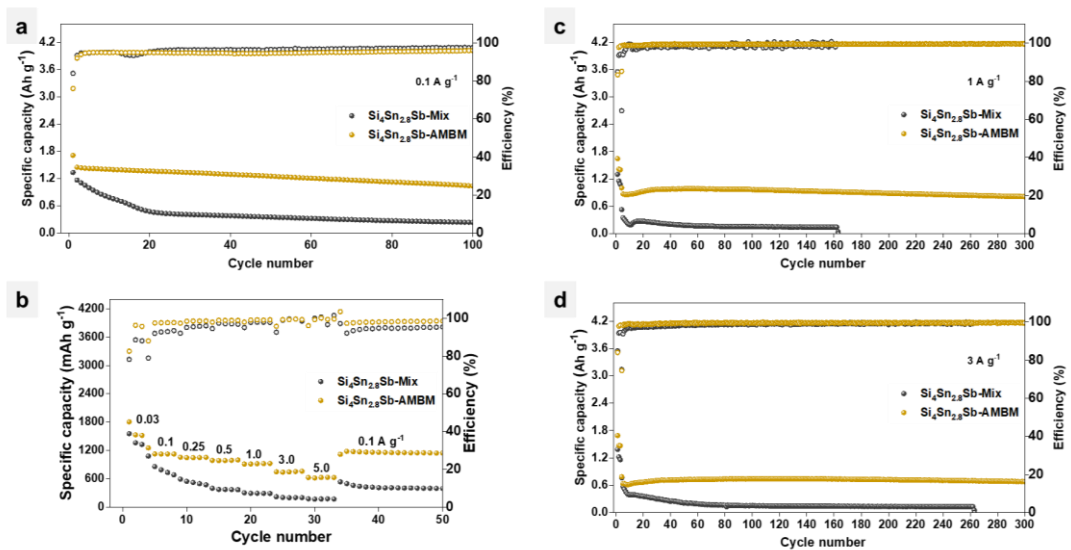 a
Specific capacity (Ah g⁻¹)
4.2
3.6
3.0
2.4
1.8
1.2
0.6
0.0
0.1 A g⁻¹
Si₄Sn₂.₈Sb-Mix
Si₄Sn₂.₈Sb-AMBM
100
80
60
40
20
0
Efficiency (%)
0 20 40 60 80 100
Cycle number
c
Specific capacity (Ah g⁻¹)
4.2
3.6
3.0
2.4
1.8
1.2
0.6
0.0
1 A g⁻¹
Si₄Sn₂.₈Sb-Mix
Si₄Sn₂.₈Sb-AMBM
100
80
60
40
20
0
Efficiency (%)
0 20 40 60 80 100 120 140 160 180 200 220 240 260 280 300
Cycle number
b
Specific capacity (mAh g⁻¹)
4200
3600
3000
2400
1800
1200
600
0
Si₄Sn₂.₈Sb-Mix
Si₄Sn₂.₈Sb-AMBM
0.03
0.1
0.25
0.5
1.0
3.0
5.0
0.1 A g⁻¹
100
80
60
40
20
0
Efficiency (%)
0 10 20 30 40 50
Cycle number
d
Specific capacity (Ah g⁻¹)
4.2
3.6
3.0
2.4
1.8
1.2
0.6
0.0
3 A g⁻¹
Si₄Sn₂.₈Sb-Mix
Si₄Sn₂.₈Sb-AMBM
100
80
60
40
20
0
Efficiency (%)
0 20 40 60 80 100 120 140 160 180 200 220 240 260 280 300
Cycle number